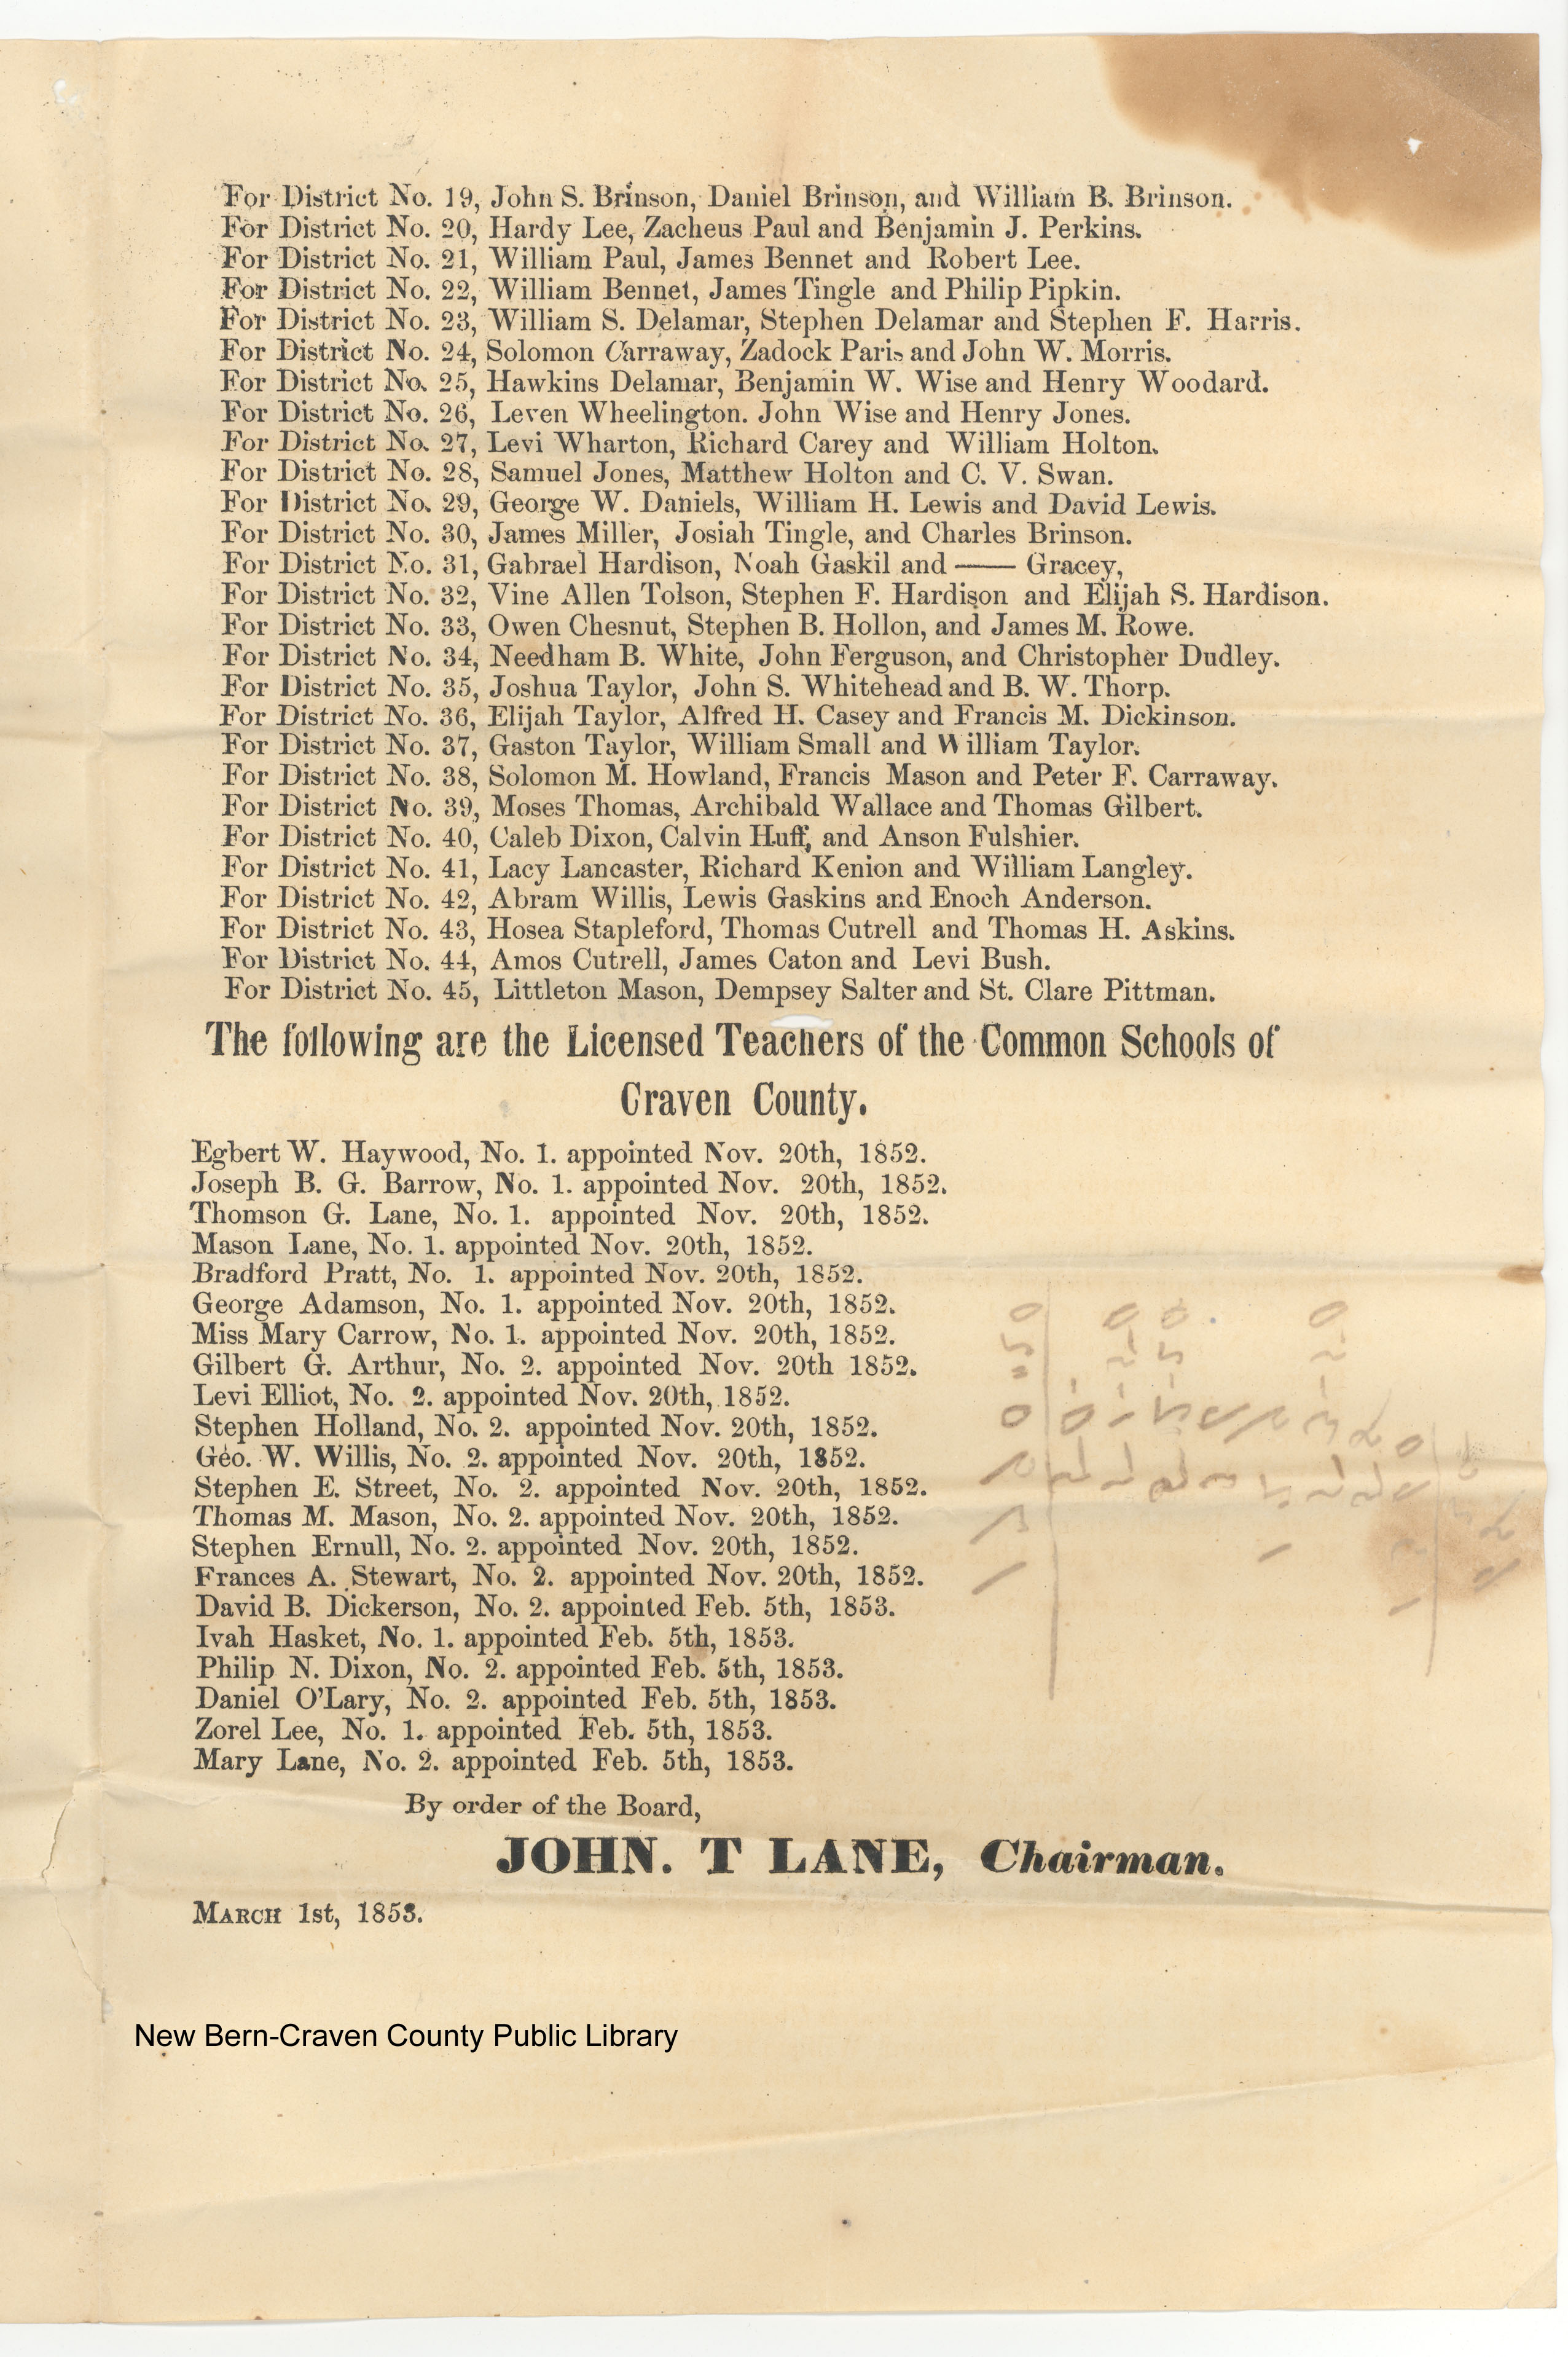 For District No. 19, John S. Brinson, Daniel Brinson, and William B. Brinson.
For District No. 20, Hardy Lee, Zacheus Paul and Benjamin J. Perkins.
For District No. 21, William Paul, James Bennet and Robert Lee.
For District No. 22, William Bennet, James Tingle and Philip Pipkin.
For District No. 23, William S. Delamar, Stephen Delamar and Stephen F. Harris.
For District No. 24, Solomon Carraway, Zadock Paris and John W. Morris.
For District No. 25, Hawkins Delamar, Benjamin W. Wise and Henry Woodard.
For District No. 26, Leven Wheelington. John Wise and Henry Jones.
For District No. 27, Levi Wharton, Richard Carey and William Holton.
For District No. 28, Samuel Jones, Matthew Holton and C. V. Swan.
For District No. 29, George W. Daniels, William H. Lewis and David Lewis.
For District No. 30, James Miller, Josiah Tingle, and Charles Brinson.
For District No. 31, Gabrael Hardison, Noah Gaskil and —— Gracey,
For District No. 32, Vine Allen Tolson, Stephen F. Hardison and Elijah S. Hardison.
For District No. 33, Owen Chesnut, Stephen B. Hollon, and James M. Rowe.
For District No. 34, Needham B. White, John Ferguson, and Christopher Dudley.
For District No. 35, Joshua Taylor, John S. Whitehead and B. W. Thorp.
For District No. 36, Elijah Taylor, Alfred H. Casey and Francis M. Dickinson.
For District No. 37, Gaston Taylor, William Small and William Taylor.
For District No. 38, Solomon M. Howland, Francis Mason and Peter F. Carraway.
For District No. 39, Moses Thomas, Archibald Wallace and Thomas Gilbert.
For District No. 40, Caleb Dixon, Calvin Huff, and Anson Fulshier.
For District No. 41, Lacy Lancaster, Richard Kenion and William Langley.
For District No. 42, Abram Willis, Lewis Gaskins and Enoch Anderson.
For District No. 43, Hosea Stapleford, Thomas Cutrell and Thomas H. Askins.
For District No. 44, Amos Cutrell, James Caton and Levi Bush.
For District No. 45, Littleton Mason, Dempsey Salter and St. Clare Pittman.
The following are the Licensed Teachers of the Common Schools of
Craven County.
Egbert W. Haywood, No. 1. appointed Nov. 20th, 1852.
Joseph B. G. Barrow, No. 1. appointed Nov. 20th, 1852.
Thomson G. Lane, No. 1. appointed Nov. 20th, 1852.
Mason Lane, No. 1. appointed Nov. 20th, 1852.
Bradford Pratt, No. 1. appointed Nov. 20th, 1852.
George Adamson, No. 1. appointed Nov. 20th, 1852.
Miss Mary Carrow, No. 1. appointed Nov. 20th, 1852.
Gilbert G. Arthur, No. 2. appointed Nov. 20th 1852.
Levi Elliot, No. 2. appointed Nov. 20th, 1852.
Stephen Holland, No. 2. appointed Nov. 20th, 1852.
Geo. W. Willis, No. 2. appointed Nov. 20th, 1852.
Stephen E. Street, No. 2. appointed Nov. 20th, 1852.
Thomas M. Mason, No. 2. appointed Nov. 20th, 1852.
Stephen Ernull, No. 2. appointed Nov. 20th, 1852.
Frances A. Stewart, No. 2. appointed Nov. 20th, 1852.
David B. Dickerson, No. 2. appointed Feb. 5th, 1853.
Ivah Hasket, No. 1. appointed Feb. 5th, 1853.
Philip N. Dixon, No. 2. appointed Feb. 5th, 1853.
Daniel O'Lary, No. 2. appointed Feb. 5th, 1853.
Zorel Lee, No. 1. appointed Feb. 5th, 1853.
Mary Lane, No. 2. appointed Feb. 5th, 1853.
By order of the Board,
JOHN. T LANE, Chairman.
MARCH 1st, 1853.
New Bern-Craven County Public Library